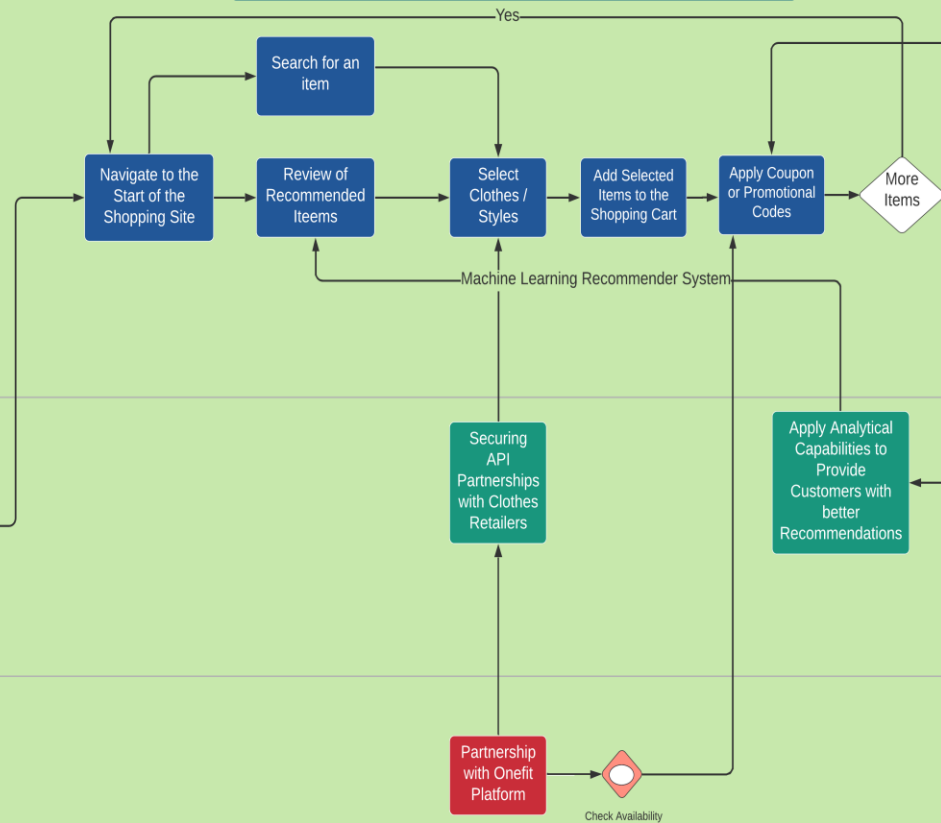 Yes
Search for an
item
Navigate to the
Start of the
Shopping Site
Review of
Recommended
Iteems
Select
Clothes /
Styles
Add Selected
Items to the
Shopping Cart
Apply Coupon
or Promotional
Codes
More
Items
Machine Learning Recommender System
Securing
API
Partnerships
with Clothes
Retailers
Apply Analytical
Capabilities to
Provide
Customers with
better
Recommendations
Partnership
with Onefit
Platform
Check Availability